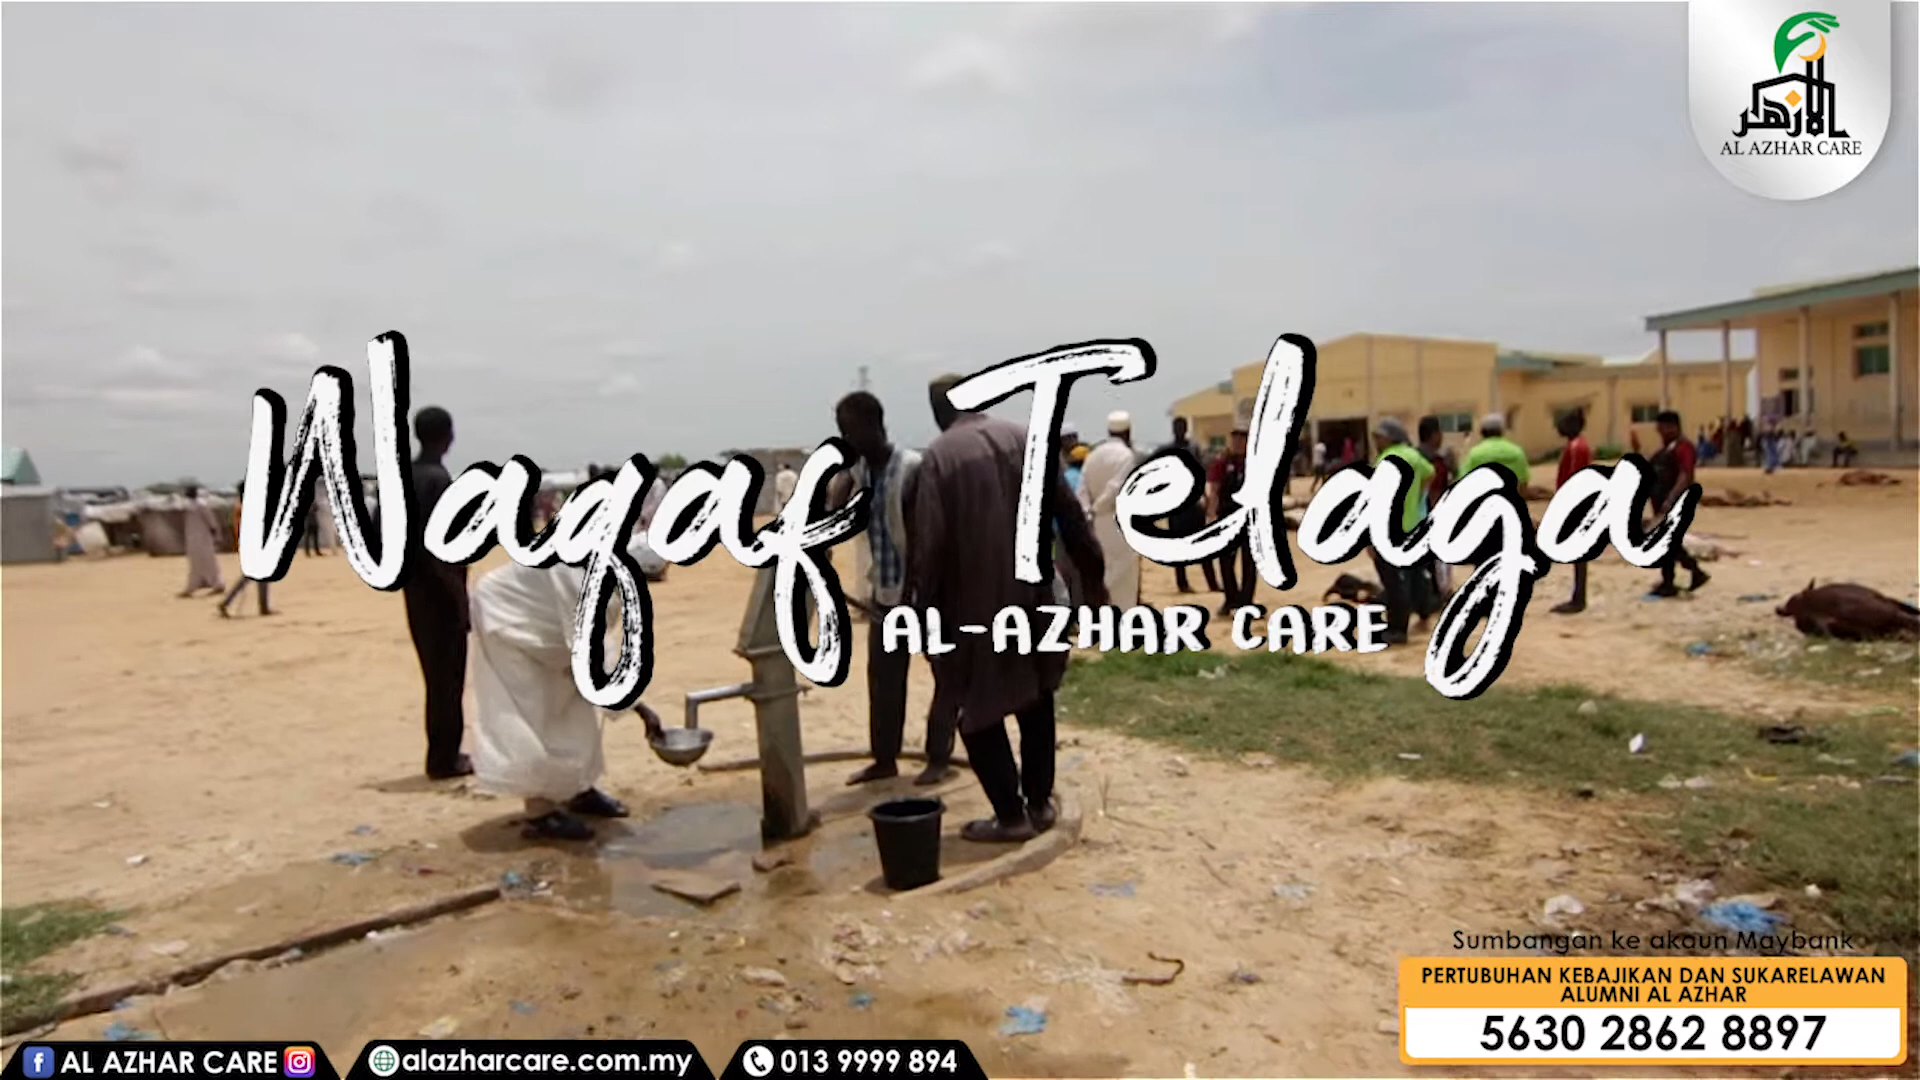 الازهر
AL AZHAR CARE
Waqaf Telaga
AL-AZHAR CARE
Sumbangan ke akaun Maybank
PERTUBUHAN KEBAJIKAN DAN SUKARELAWAN
ALUMNI AL AZHAR
5630 2862 8897
AL AZHAR CARE
alazharcare.com.my
013 9999 894